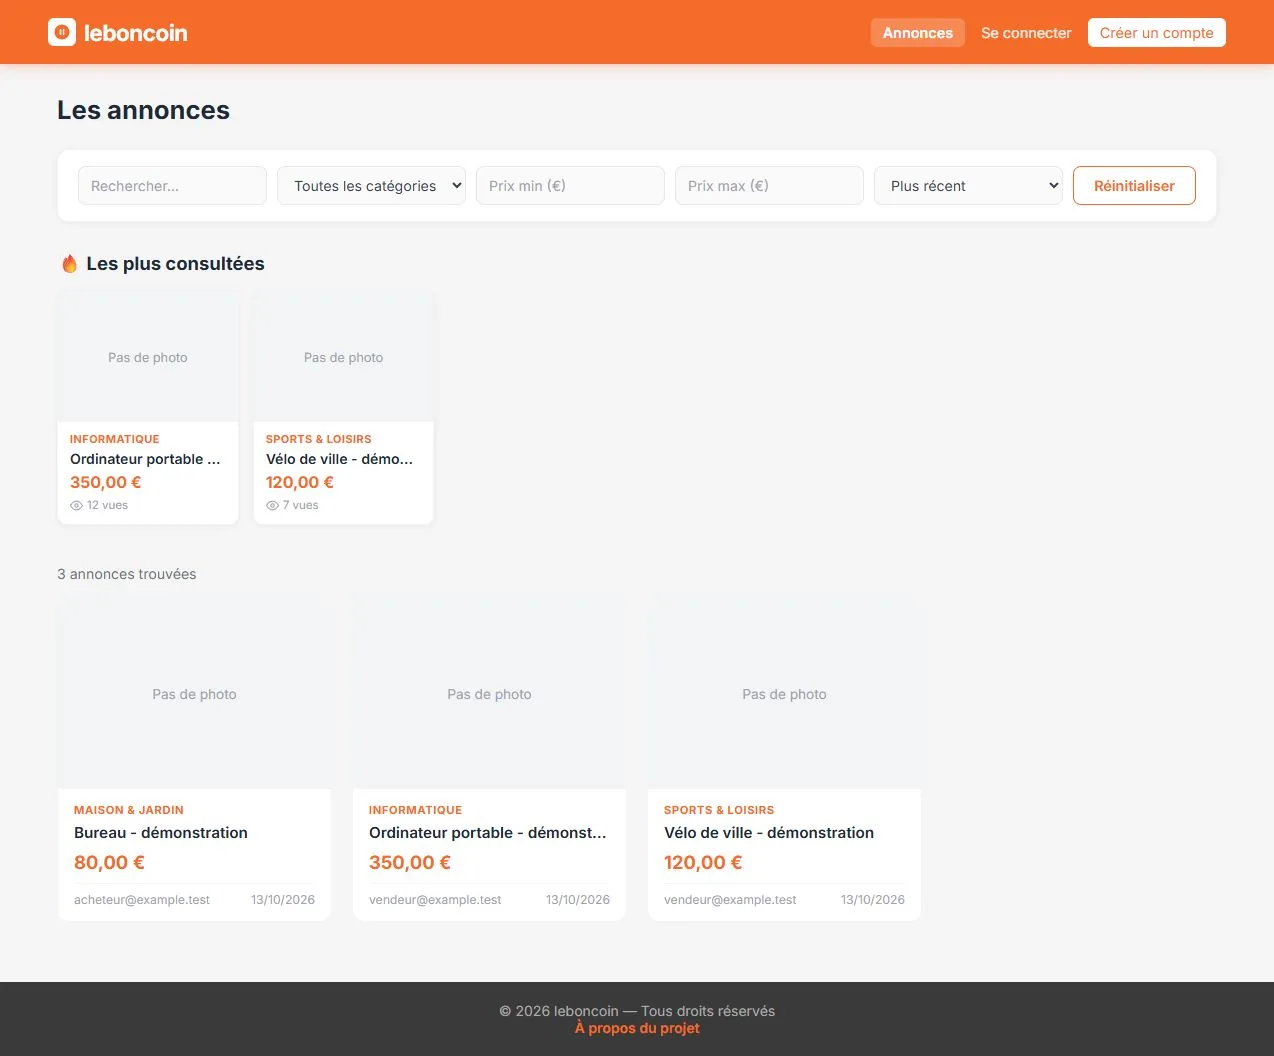 leboncoin
Annonces Se connecter Créer un compte
Les annonces
Rechercher... Toutes les catégories Prix min (€) Prix max (€) Plus récent Réinitialiser
🔥 Les plus consultées
Pas de photo Pas de photo
INFORMATIQUE SPORTS & LOISIRS
Ordinateur portable ... Vélo de ville - démo...
350,00 € 120,00 €
12 vues 7 vues
3 annonces trouvées
Pas de photo Pas de photo Pas de photo
MAISON & JARDIN INFORMATIQUE SPORTS & LOISIRS
Bureau - démonstration Ordinateur portable - démonst... Vélo de ville - démonstration
80,00 € 350,00 € 120,00 €
acheteur@example.test 13/10/2026 vendeur@example.test 13/10/2026 vendeur@example.test 13/10/2026
© 2026 leboncoin — Tous droits réservés
À propos du projet